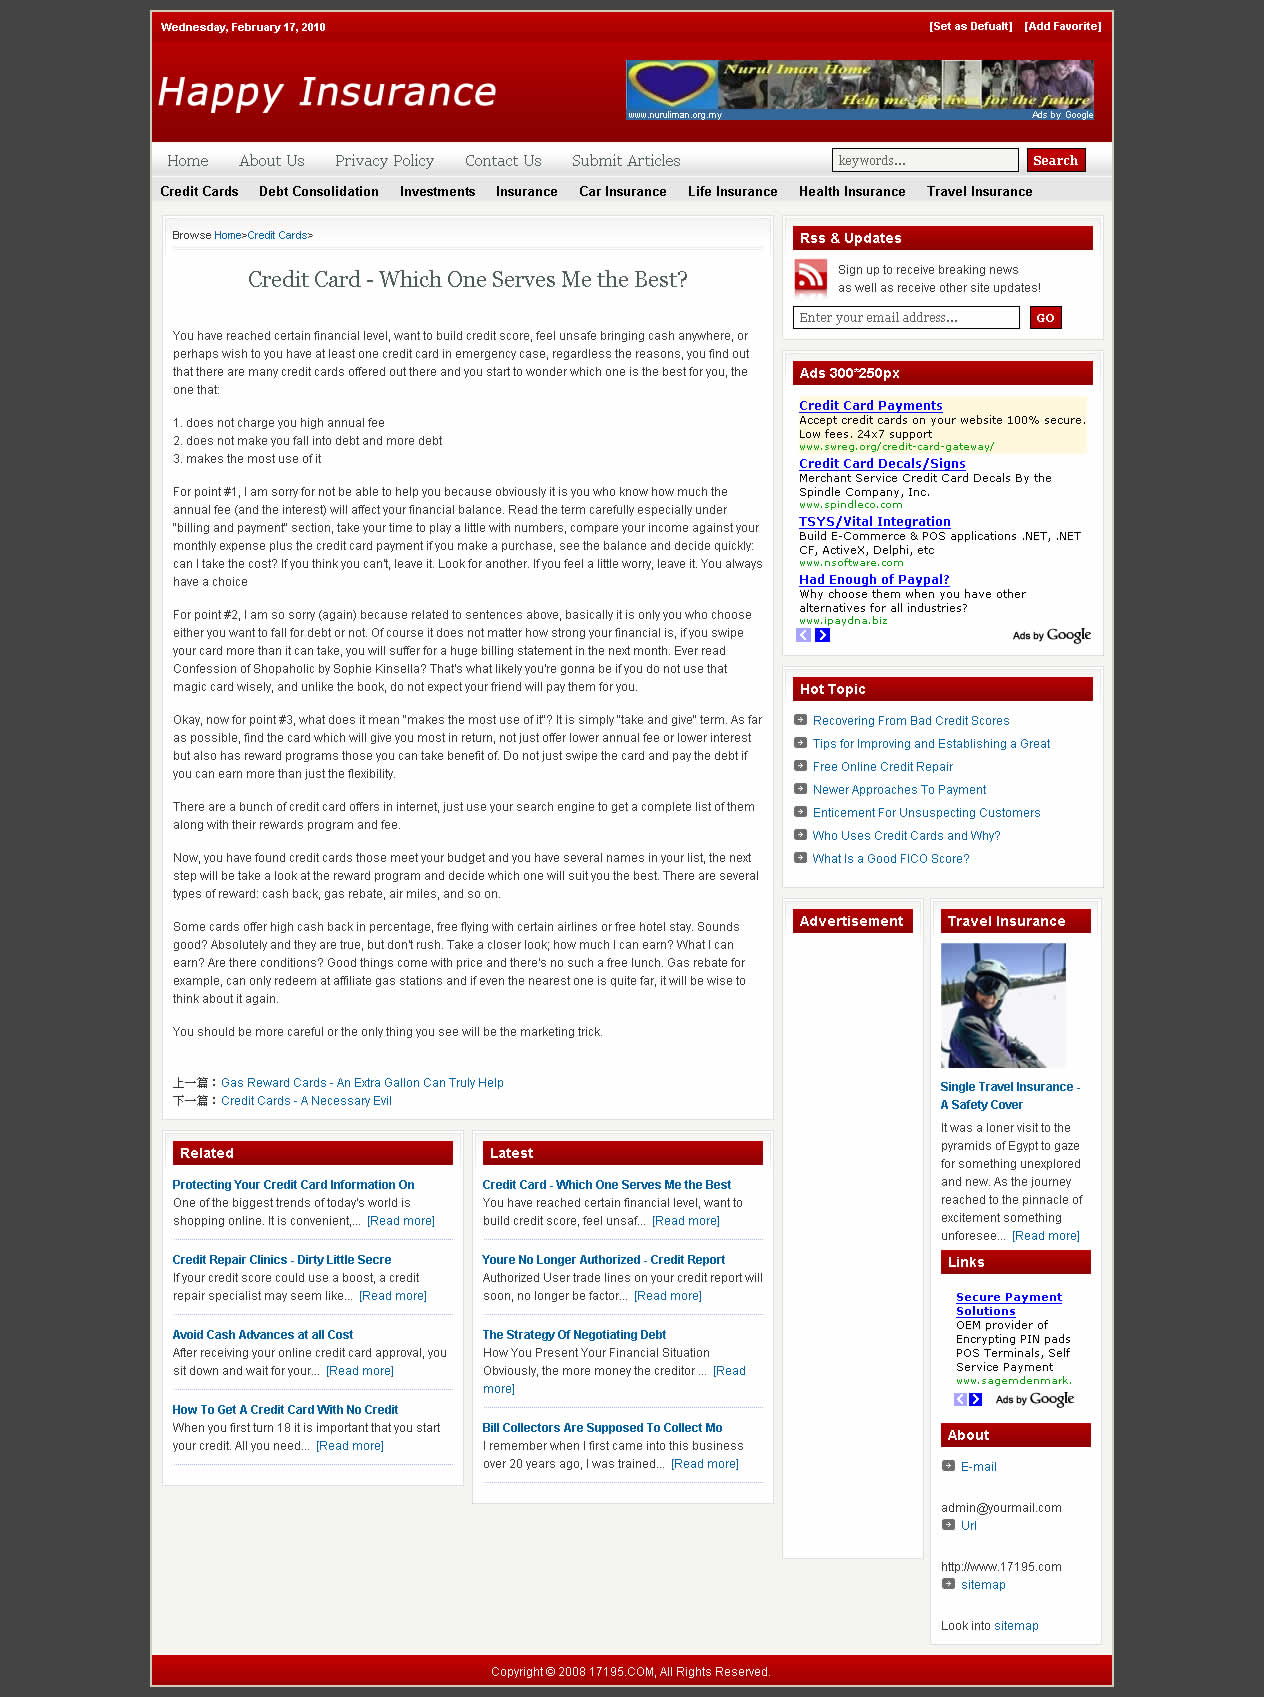 Wednesday, February 17, 2010
[Set as Defualt] [Add Favorite]
Happy Insurance
Nurul Iman Home
Help me, for lives for the future
www.nuruliman.org.my Ads by Google
Home About Us Privacy Policy Contact Us Submit Articles
keywords... Search
Credit Cards Debt Consolidation Investments Insurance Car Insurance Life Insurance Health Insurance Travel Insurance
Browse Home>Credit Cards>
Credit Card - Which One Serves Me the Best?
You have reached certain financial level, want to build credit score, feel unsafe bringing cash anywhere, or
perhaps wish to you have at least one credit card in emergency case, regardless the reasons, you find out
that there are many credit cards offered out there and you start to wonder which one is the best for you, the
one that:
1. does not charge you high annual fee
2. does not make you fall into debt and more debt
3. makes the most use of it
For point #1, I am sorry for not be able to help you because obviously it is you who know how much the
annual fee (and the interest) will affect your financial balance. Read the term carefully especially under
"billing and payment" section, take your time to play a little with numbers, compare your income against your
monthly expense plus the credit card payment if you make a purchase, see the balance and decide quickly:
can I take the cost? If you think you can't, leave it. Look for another. If you feel a little worry, leave it. You always
have a choice
For point #2, I am so sorry (again) because related to sentences above, basically it is only you who choose
either you want to fall for debt or not. Of course it does not matter how strong your financial is, if you swipe
your card more than it can take, you will suffer for a huge billing statement in the next month. Ever read
Confession of Shopaholic by Sophie Kinsella? That's what likely you're gonna be if you do not use that
magic card wisely, and unlike the book, do not expect your friend will pay them for you.
Okay, now for point #3, what does it mean "makes the most use of it"? It is simply "take and give" term. As far
as possible, find the card which will give you most in return, not just offer lower annual fee or lower interest
but also has reward programs those you can take benefit of. Do not just swipe the card and pay the debt if
you can earn more than just the flexibility.
There are a bunch of credit card offers in internet, just use your search engine to get a complete list of them
along with their rewards program and fee.
Now, you have found credit cards those meet your budget and you have several names in your list, the next
step will be take a look at the reward program and decide which one will suit you the best. There are several
types of reward: cash back, gas rebate, air miles, and so on.
Some cards offer high cash back in percentage, free flying with certain airlines or free hotel stay. Sounds
good? Absolutely and they are true, but don't rush. Take a closer look; how much I can earn? What I can
earn? Are there conditions? Good things come with price and there's no such a free lunch. Gas rebate for
example, can only redeem at affiliate gas stations and if even the nearest one is quite far, it will be wise to
think about it again.
You should be more careful or the only thing you see will be the marketing trick.
上一篇：Gas Reward Cards - An Extra Gallon Can Truly Help
下一篇：Credit Cards - A Necessary Evil
Related
Protecting Your Credit Card Information On
One of the biggest trends of today's world is
shopping online. It is convenient,... [Read more]
Credit Repair Clinics - Dirty Little Secre
If your credit score could use a boost, a credit
repair specialist may seem like... [Read more]
Avoid Cash Advances at all Cost
After receiving your online credit card approval, you
sit down and wait for your... [Read more]
How To Get A Credit Card With No Credit
When you first turn 18 it is important that you start
your credit. All you need... [Read more]
Latest
Credit Card - Which One Serves Me the Best
You have reached certain financial level, want to
build credit score, feel unsaf... [Read more]
Youre No Longer Authorized - Credit Report
Authorized User trade lines on your credit report will
soon, no longer be factor... [Read more]
The Strategy Of Negotiating Debt
How You Present Your Financial Situation
Obviously, the more money the creditor ... [Read
more]
Bill Collectors Are Supposed To Collect Mo
I remember when I first came into this business
over 20 years ago, I was trained... [Read more]
Rss & Updates
Sign up to receive breaking news
as well as receive other site updates!
Enter your email address... GO
Ads 300*250px
Credit Card Payments
Accept credit cards on your website 100% secure.
Low fees. 24x7 support
www.swreg.org/credit-card-gateway/
Credit Card Decals/Signs
Merchant Service Credit Card Decals By the
Spindle Company, Inc.
www.spindleco.com
TSYS/Vital Integration
Build E-Commerce & POS applications .NET, .NET
CF, ActiveX, Delphi, etc
www.nsoftware.com
Had Enough of Paypal?
Why choose them when you have other
alternatives for all industries?
www.ipaydna.biz
Ads by Google
Hot Topic
Recovering From Bad Credit Scores
Tips for Improving and Establishing a Great
Free Online Credit Repair
Newer Approaches To Payment
Enticement For Unsuspecting Customers
Who Uses Credit Cards and Why?
What Is a Good FICO Score?
Advertisement
Travel Insurance
Single Travel Insurance -
A Safety Cover
It was a loner visit to the
pyramids of Egypt to gaze
for something unexplored
and new. As the journey
reached to the pinnacle of
excitement something
unforesee... [Read more]
Links
Secure Payment
Solutions
OEM provider of
Encrypting PIN pads
POS Terminals, Self
Service Payment
www.sagemdenmark.
Ads by Google
About
E-mail
admin@yourmail.com
Url
http://www.17195.com
sitemap
Look into sitemap
Copyright © 2008 17195.COM, All Rights Reserved.